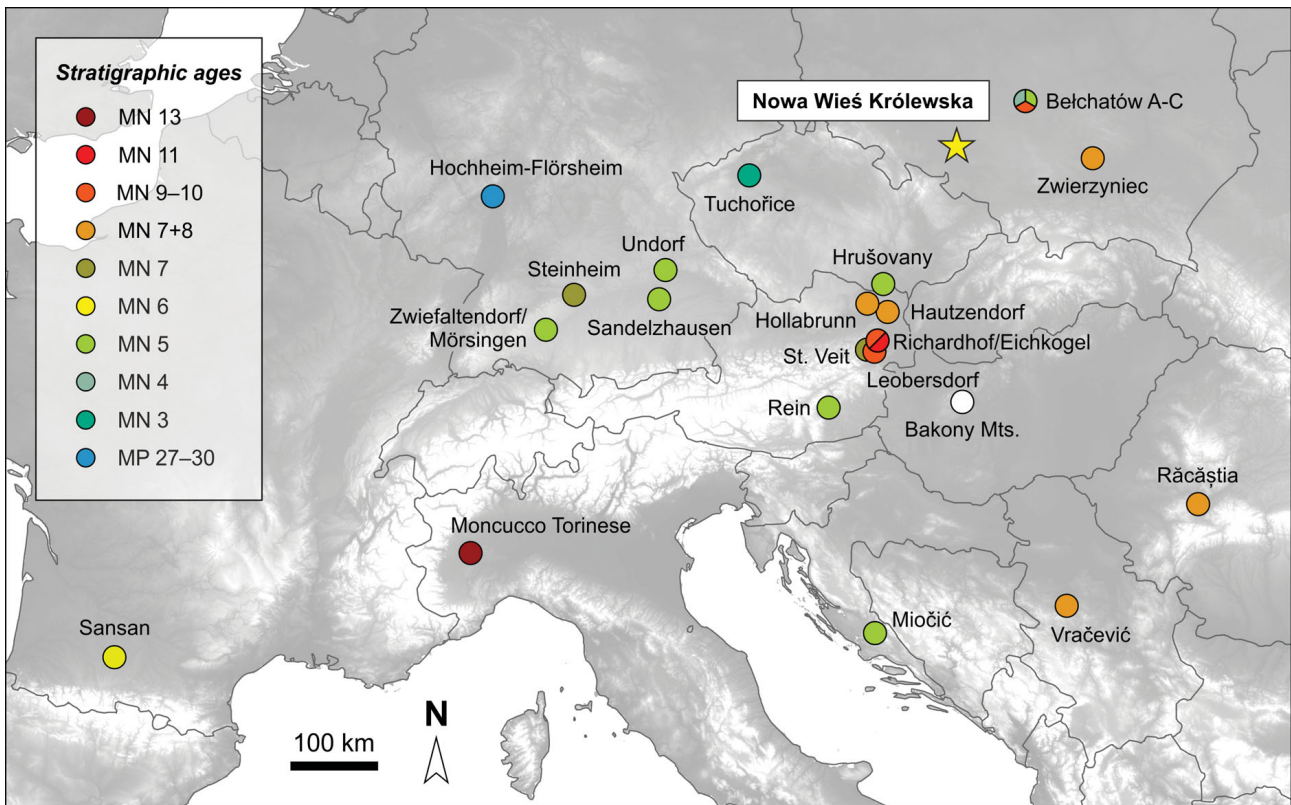 Stratigraphic ages
MN 13
MN 11
MN 9–10
MN 7+8
MN 7
MN 6
MN 5
MN 4
MN 3
MP 27–30
Nowa Wieś Królewska
Bełchatów A-C
Zwierzyniec
Hochheim-Flörsheim
Tuchořice
Undorf
Steinheim
Zwiefaltendorf/
Mörsingen
Sandelzhausen
Hrušovany
Hollabrunn
Hautzendorf
Richardhof/Eichkogel
St. Veit
Leobersdorf
Rein
Bakony Mts.
Răcăștia
Moncucco Torinese
Miočić
Vračević
Sansan
N
100 km